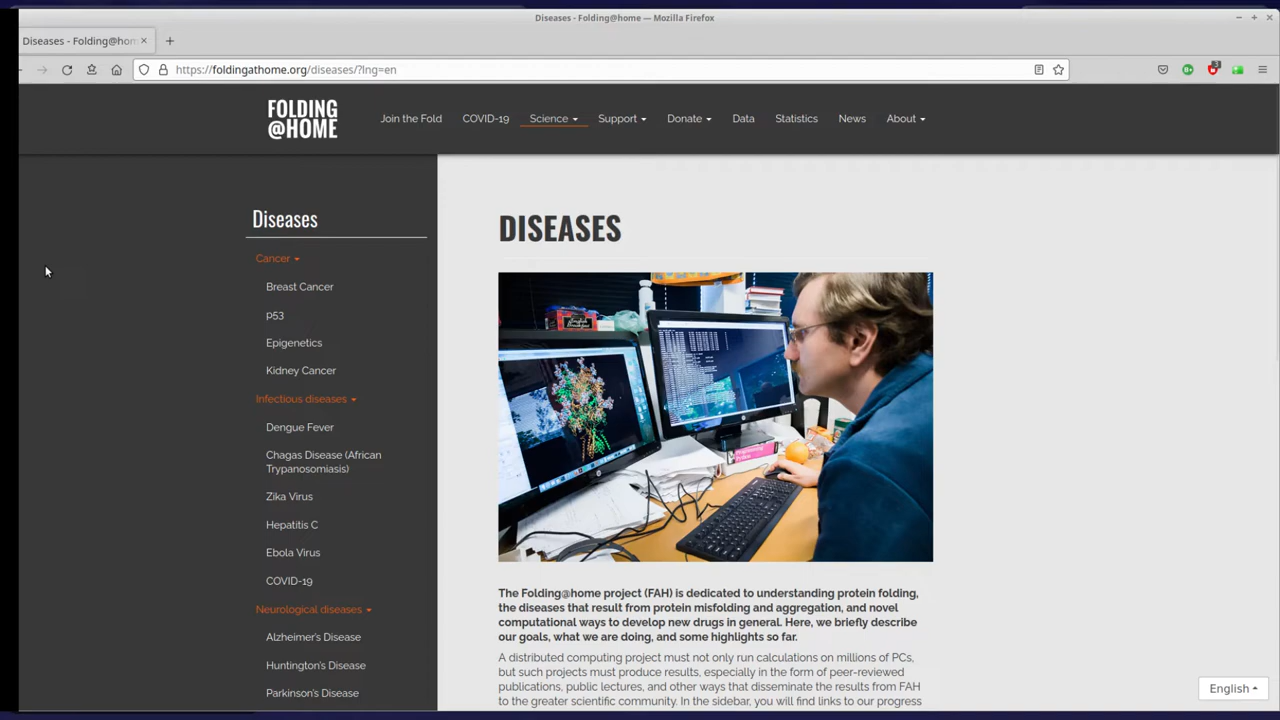 Diseases - Folding@home — Mozilla Firefox
Diseases - Folding@hom
https://foldingathome.org/diseases/?lng=en
3
FOLDING
@HOME
Join the Fold COVID-19 Science Support Donate Data Statistics News About
Diseases
Cancer
Breast Cancer
p53
Epigenetics
Kidney Cancer
Infectious diseases
Dengue Fever
Chagas Disease (African
Trypanosomiasis)
Zika Virus
Hepatitis C
Ebola Virus
COVID-19
Neurological diseases
Alzheimer's Disease
Huntington's Disease
Parkinson's Disease
DISEASES
The Folding@home project (FAH) is dedicated to understanding protein folding,
the diseases that result from protein misfolding and aggregation, and novel
computational ways to develop new drugs in general. Here, we briefly describe
our goals, what we are doing, and some highlights so far.
A distributed computing project must not only run calculations on millions of PCs,
but such projects must produce results, especially in the form of peer-reviewed
publications, public lectures, and other ways that disseminate the results from FAH
to the greater scientific community. In the sidebar, you will find links to our progress
English